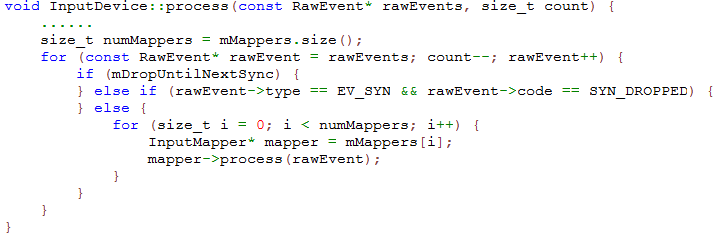 void InputDevice::process(const RawEvent* rawEvents, size_t count) {
    ......
    size_t numMappers = mMappers.size();
    for (const RawEvent* rawEvent = rawEvents; count--; rawEvent++) {
        if (mDropUntilNextSync) {
        } else if (rawEvent->type == EV_SYN && rawEvent->code == SYN_DROPPED) {
        } else {
            for (size_t i = 0; i < numMappers; i++) {
                InputMapper* mapper = mMappers[i];
                mapper->process(rawEvent);
            }
        }
    }
}